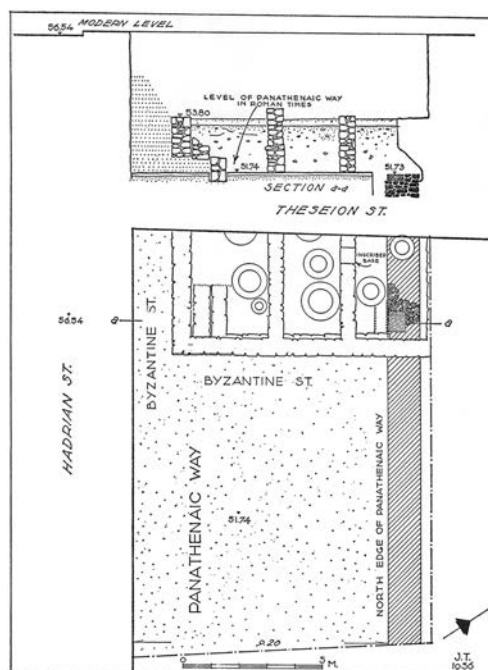 56.54 MODERN LEVEL
LEVEL OF PANATHENAIC WAY
IN ROMAN TIMES
53.80
51.74
51.73
SECTION a-a
THESEION ST.
INSCRIBED
BASE
56.54
a
a
HADRIAN ST.
BYZANTINE ST.
BYZANTINE ST.
PANATHENAIC WAY
51.74
NORTH EDGE OF PANATHENAIC WAY
P.20
0 5 M.
J.T.